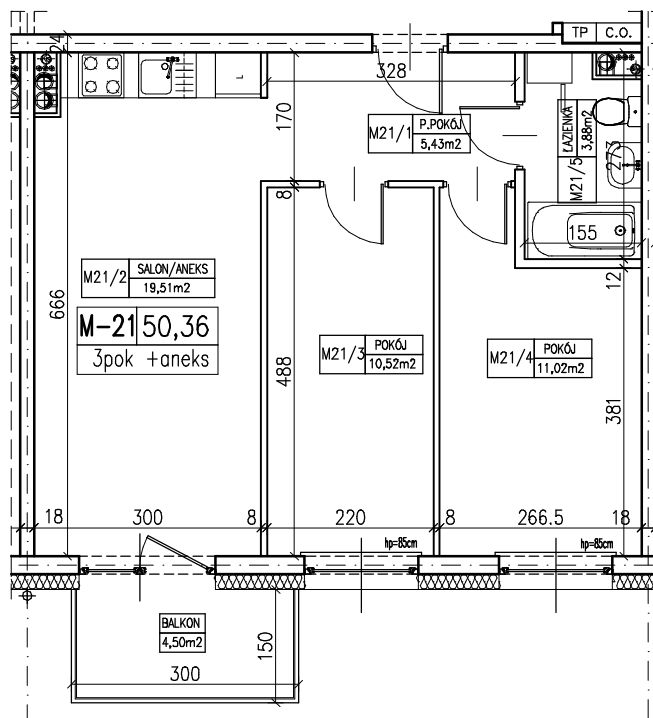 TP C.O.
24
328
L
170
M21/1
P.POKÓJ
5,43m2
ŁAZIENKA
3,88m2
M21/5
273
8
155
12
M21/2
SALON/ANEKS
19,51m2
M-21 50,36
3pok +aneks
666
488
M21/3
POKÓJ
10,52m2
M21/4
POKÓJ
11,02m2
381
18
300
8
220
8
266.5
18
hp=85cm
hp=85cm
BALKON
4,50m2
150
300